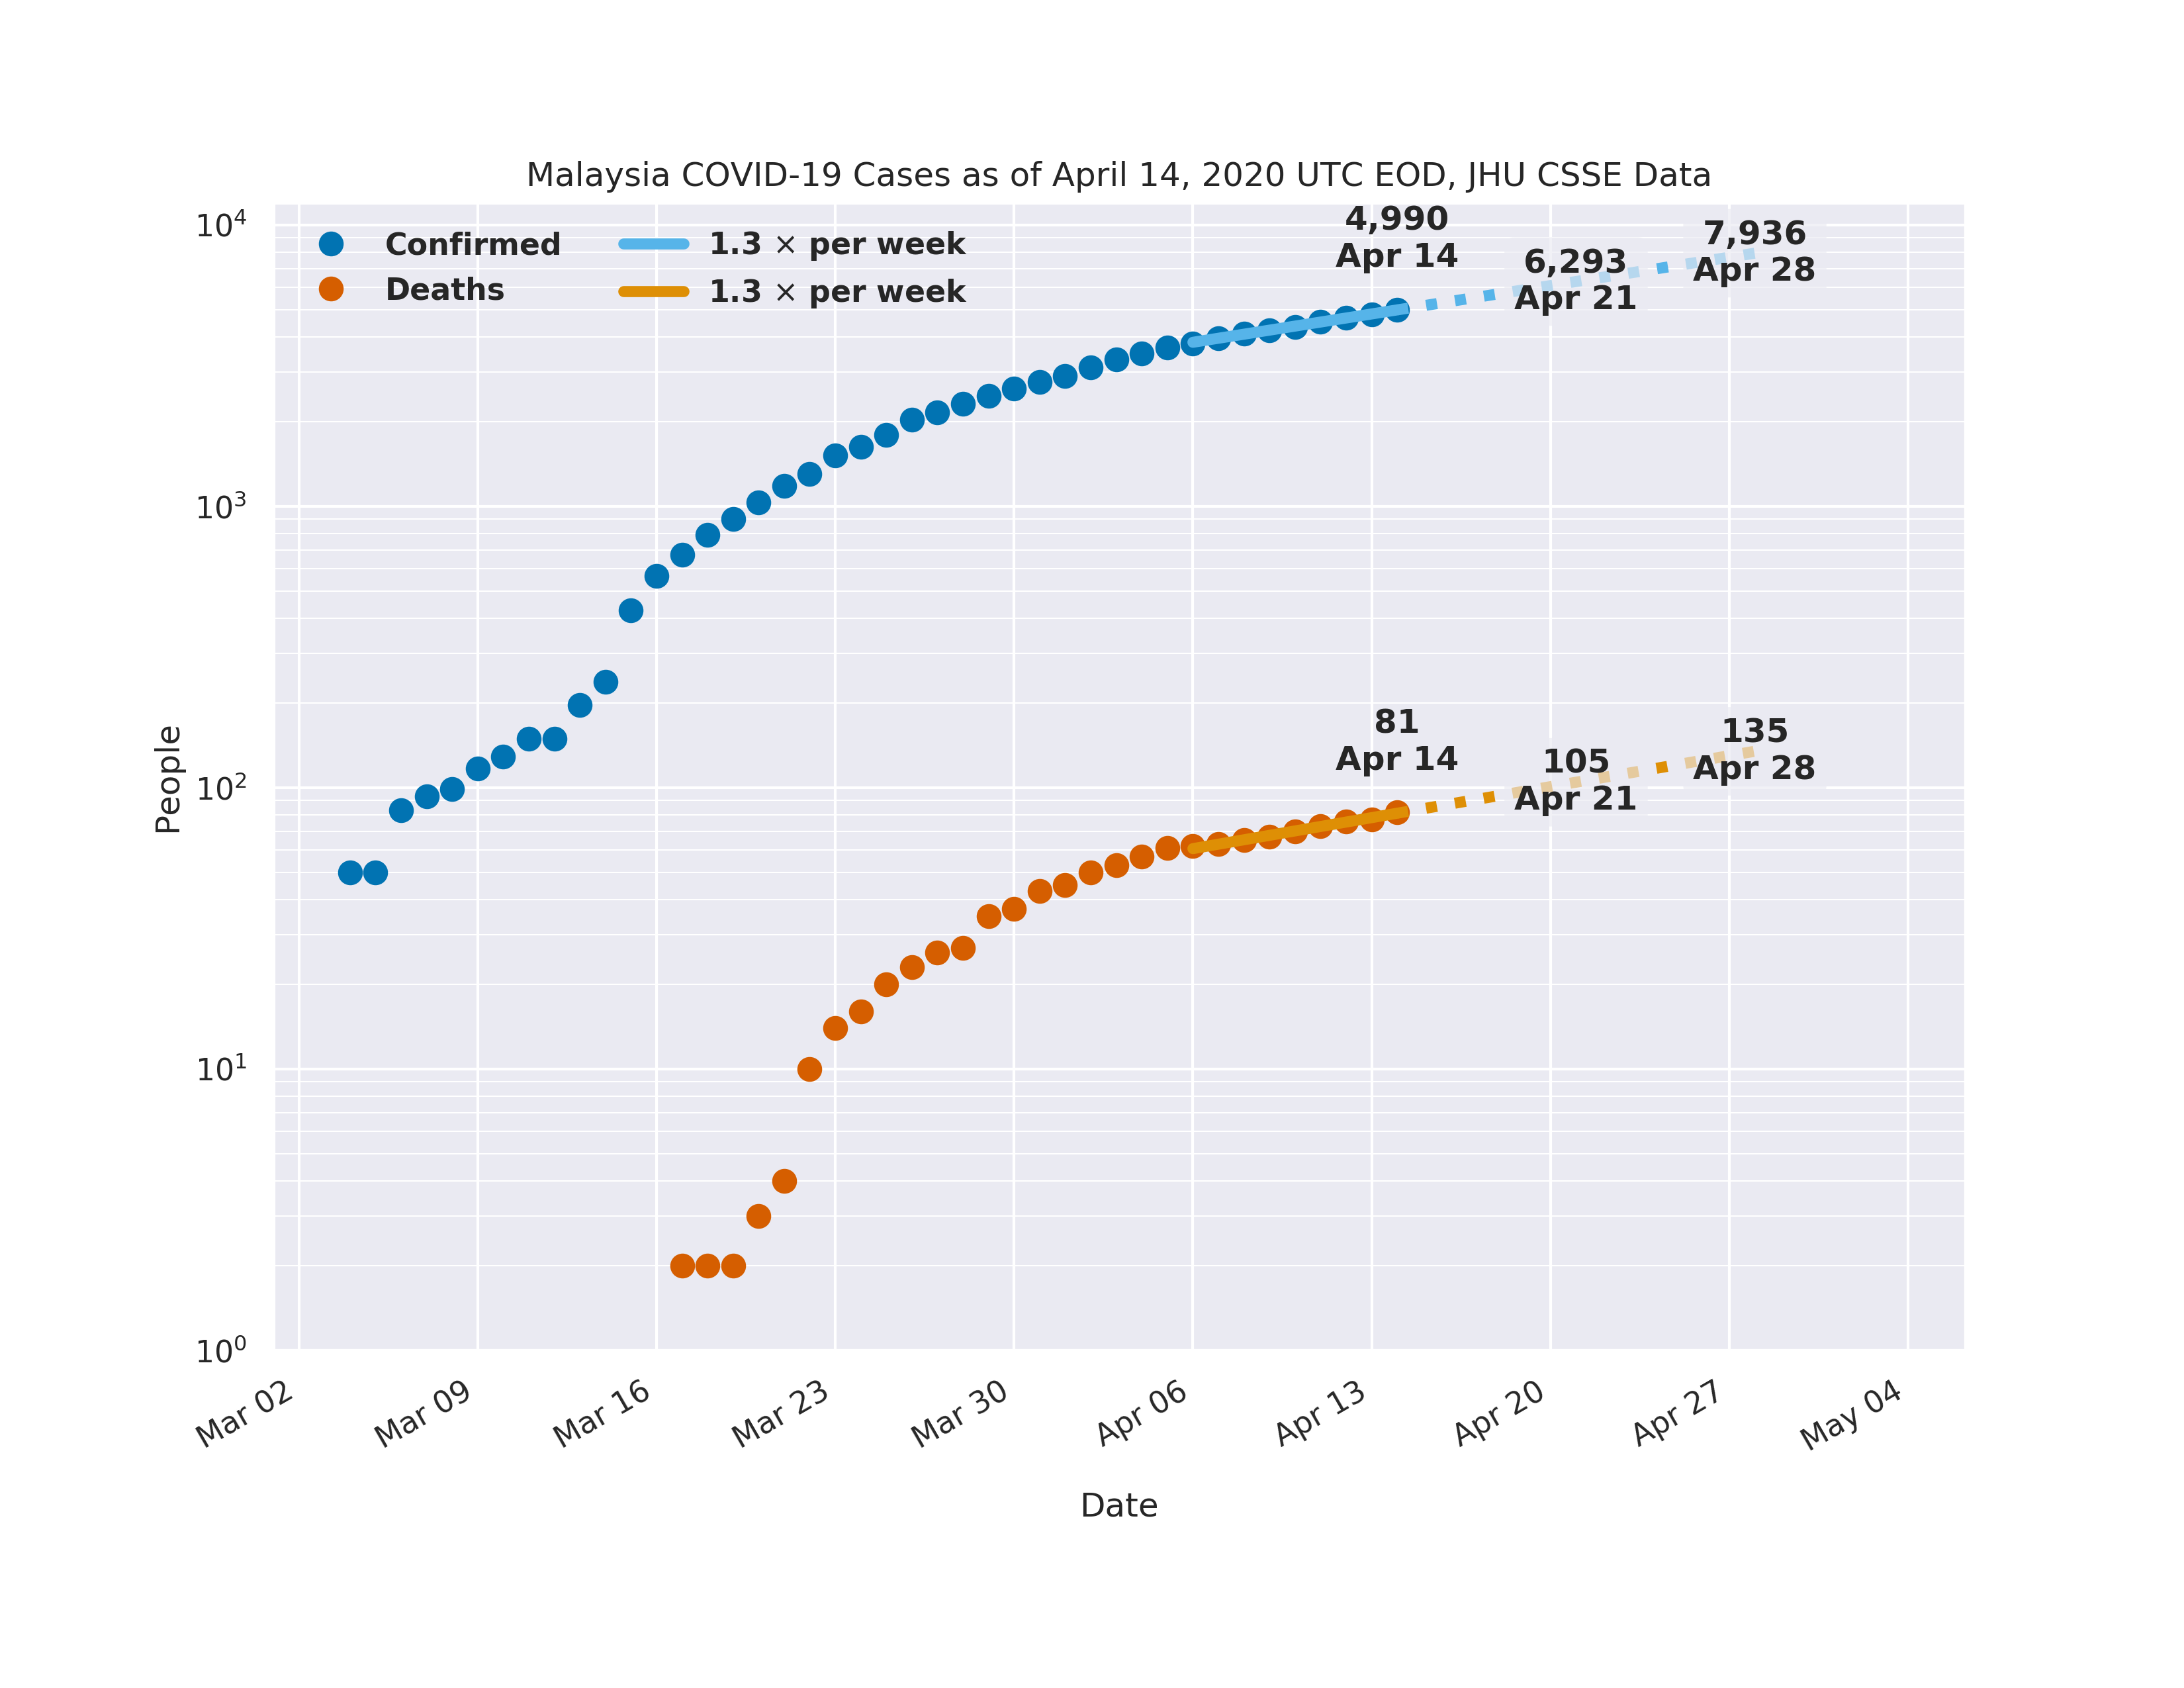 Malaysia COVID-19 Cases as of April 14, 2020 UTC EOD, JHU CSSE Data
Confirmed
Deaths
1.3 × per week
1.3 × per week
4,990
Apr 14
6,293
Apr 21
7,936
Apr 28
81
Apr 14
105
Apr 21
135
Apr 28
People
10⁴
10³
10²
10¹
10⁰
Mar 02
Mar 09
Mar 16
Mar 23
Mar 30
Apr 06
Apr 13
Apr 20
Apr 27
May 04
Date